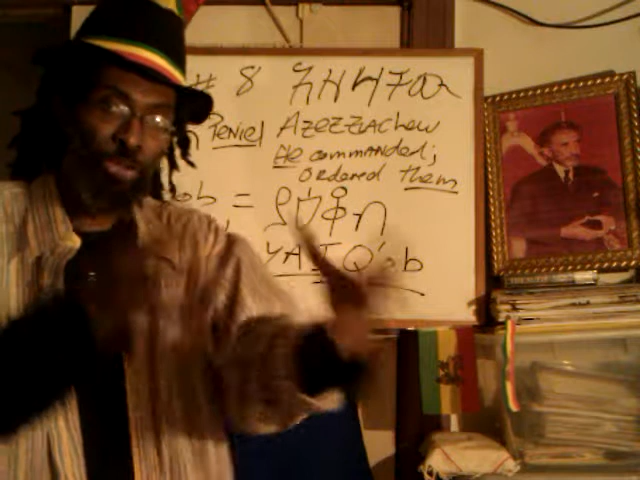 # 8 አዘዛቸው
Peniel Azezzachew
He commanded;
ordered them
ob = ያዕቆብ
YAIQ'ob